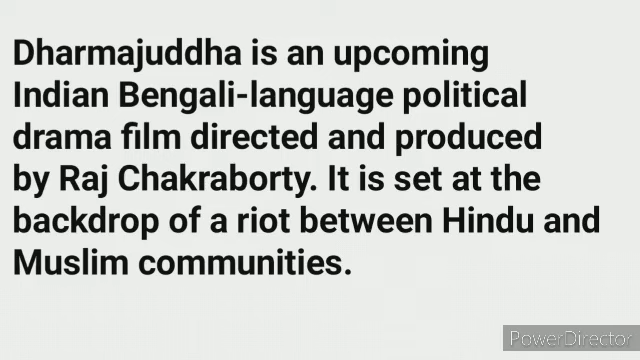 Dharmajuddha is an upcoming
Indian Bengali-language political
drama film directed and produced
by Raj Chakraborty. It is set at the
backdrop of a riot between Hindu and
Muslim communities.
PowerDirector